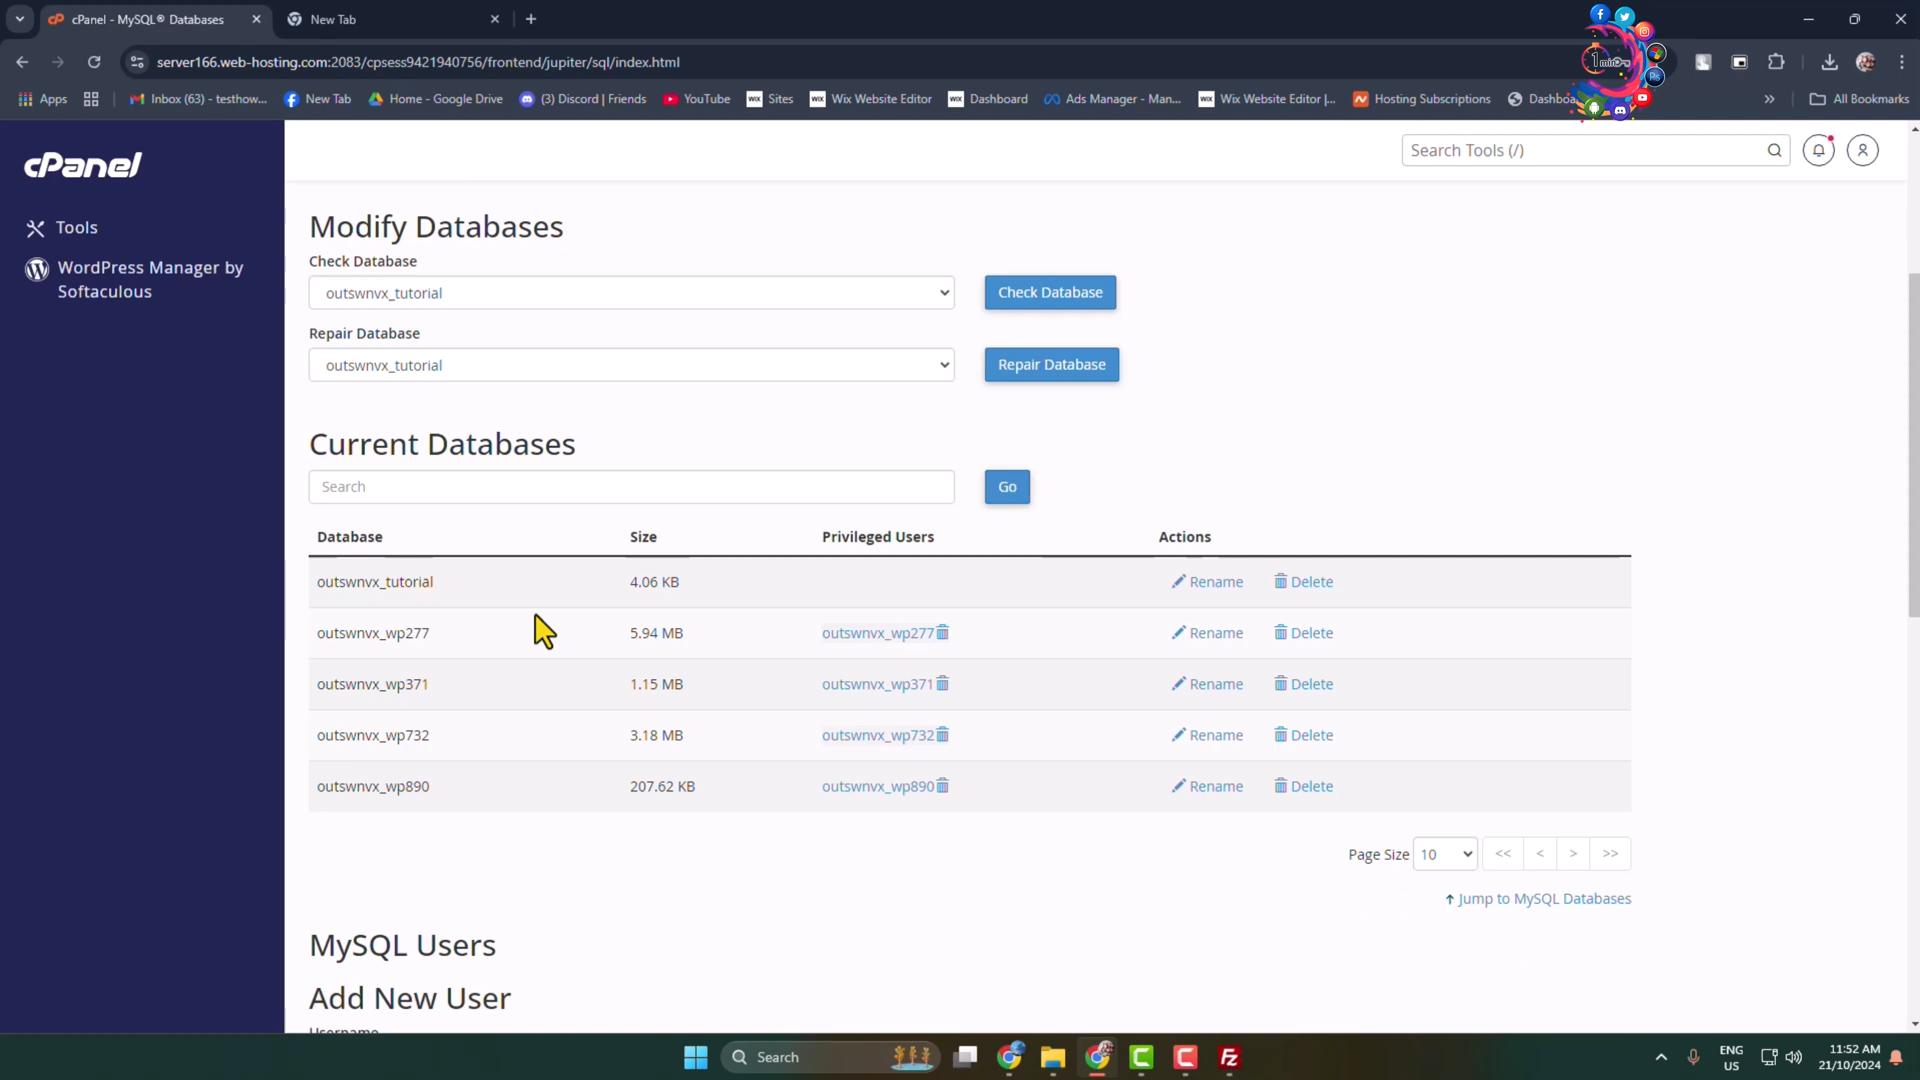 cPanel - MySQL® Databases
New Tab
server166.web-hosting.com:2083/cpsess9421940756/frontend/jupiter/sql/index.html
Apps
Inbox (63) - testhow...
New Tab
Home - Google Drive
(3) Discord | Friends
YouTube
WIX Sites
WIX Wix Website Editor
WIX Dashboard
Ads Manager - Man...
WIX Wix Website Editor |...
Hosting Subscriptions
All Bookmarks
cPanel
Search Tools (/)
Tools
WordPress Manager by
Softaculous
Modify Databases
Check Database
outswnvx_tutorial
Check Database
Repair Database
outswnvx_tutorial
Repair Database
Current Databases
Search
Go
Database Size Privileged Users Actions
outswnvx_tutorial 4.06 KB Rename Delete
outswnvx_wp277 5.94 MB outswnvx_wp277 Rename Delete
outswnvx_wp371 1.15 MB outswnvx_wp371 Rename Delete
outswnvx_wp732 3.18 MB outswnvx_wp732 Rename Delete
outswnvx_wp890 207.62 KB outswnvx_wp890 Rename Delete
Page Size 10 << < > >>
Jump to MySQL Databases
MySQL Users
Add New User
Username
Search
ENG
US
11:52 AM
21/10/2024